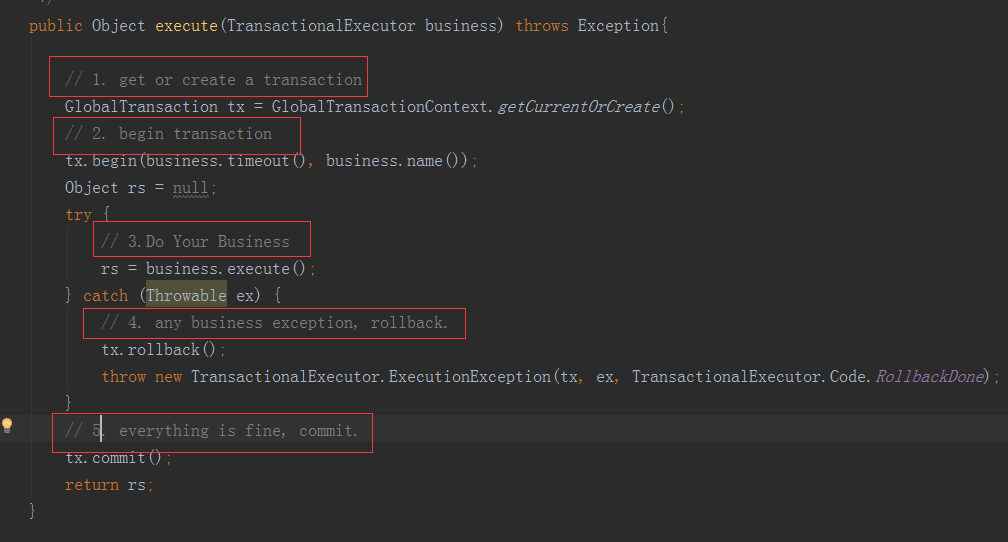 */
public Object execute(TransactionalExecutor business) throws Exception{
// 1. get or create a transaction
GlobalTransaction tx = GlobalTransactionContext.getCurrentOrCreate();
// 2. begin transaction
tx.begin(business.timeout(), business.name());
Object rs = null;
try {
// 3.Do Your Business
rs = business.execute();
} catch (Throwable ex) {
// 4. any business exception, rollback.
tx.rollback();
throw new TransactionalExecutor.ExecutionException(tx, ex, TransactionalExecutor.Code.RollbackDone);
}
// 5. everything is fine, commit.
tx.commit();
return rs;
}